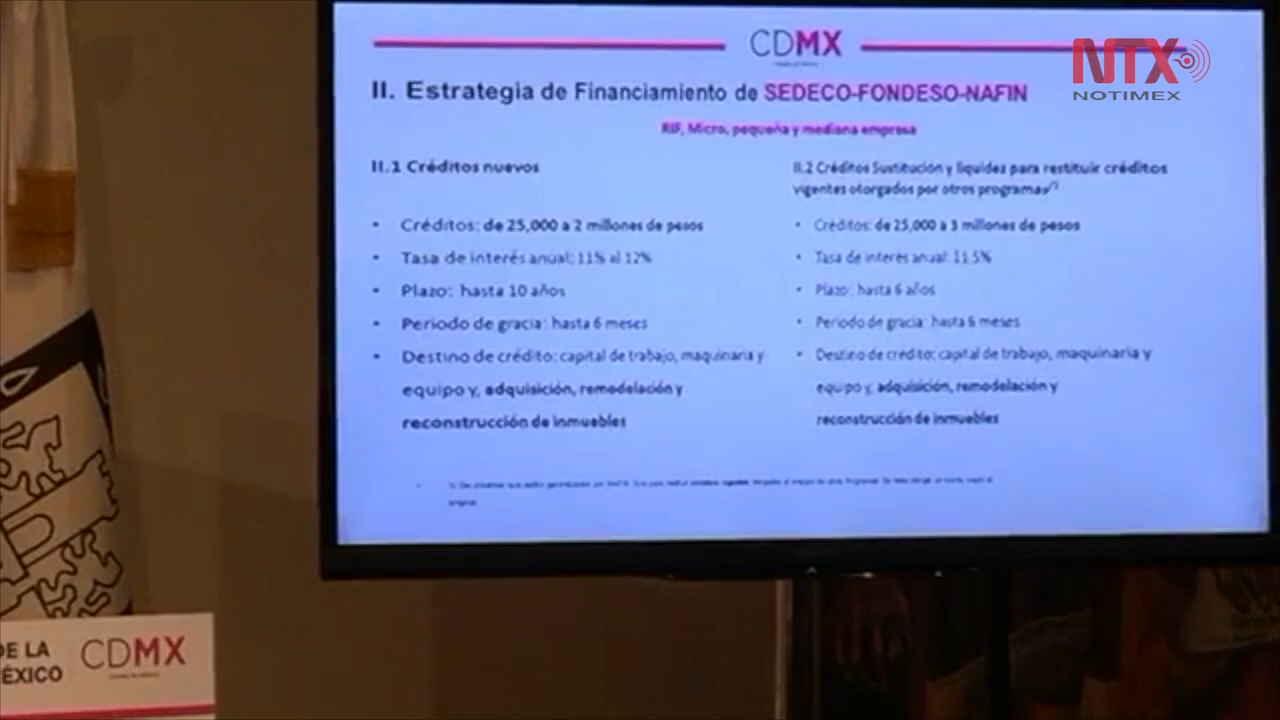 CDMX
NTX
NOTIMEX
II. Estrategia de Financiamiento de SEDECO-FONDESO-NAFIN
RIF, Micro, pequeña y mediana empresa
II.1 Créditos nuevos
• Créditos: de 25,000 a 2 millones de pesos
• Tasa de interés anual: 11% al 12%
• Plazo: hasta 10 años
• Periodo de gracia: hasta 6 meses
• Destino de crédito: capital de trabajo, maquinaria y
equipo y, adquisición, remodelación y
reconstrucción de inmuebles
II.2 Créditos Sustitución y liquidez para restituir créditos
vigentes otorgados por otros programas
• Créditos: de 25,000 a 3 millones de pesos
• Tasa de interés anual: 11.5%
• Plazo: hasta 6 años
• Periodo de gracia: hasta 6 meses
• Destino de crédito: capital de trabajo, maquinaria y
equipo y, adquisición, remodelación y
reconstrucción de inmuebles
DE LA
ÉXICO
CDMX